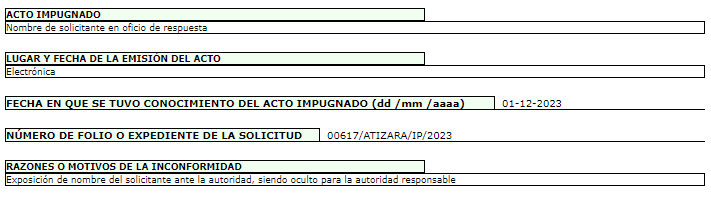 ACTO IMPUGNADO
Nombre de solicitante en oficio de respuesta
LUGAR Y FECHA DE LA EMISIÓN DEL ACTO
Electrónica
FECHA EN QUE SE TUVO CONOCIMIENTO DEL ACTO IMPUGNADO (dd /mm /aaaa) 01-12-2023
NÚMERO DE FOLIO O EXPEDIENTE DE LA SOLICITUD 00617/ATIZARA/IP/2023
RAZONES O MOTIVOS DE LA INCONFORMIDAD
Exposición de nombre del solicitante ante la autoridad, siendo oculto para la autoridad responsable